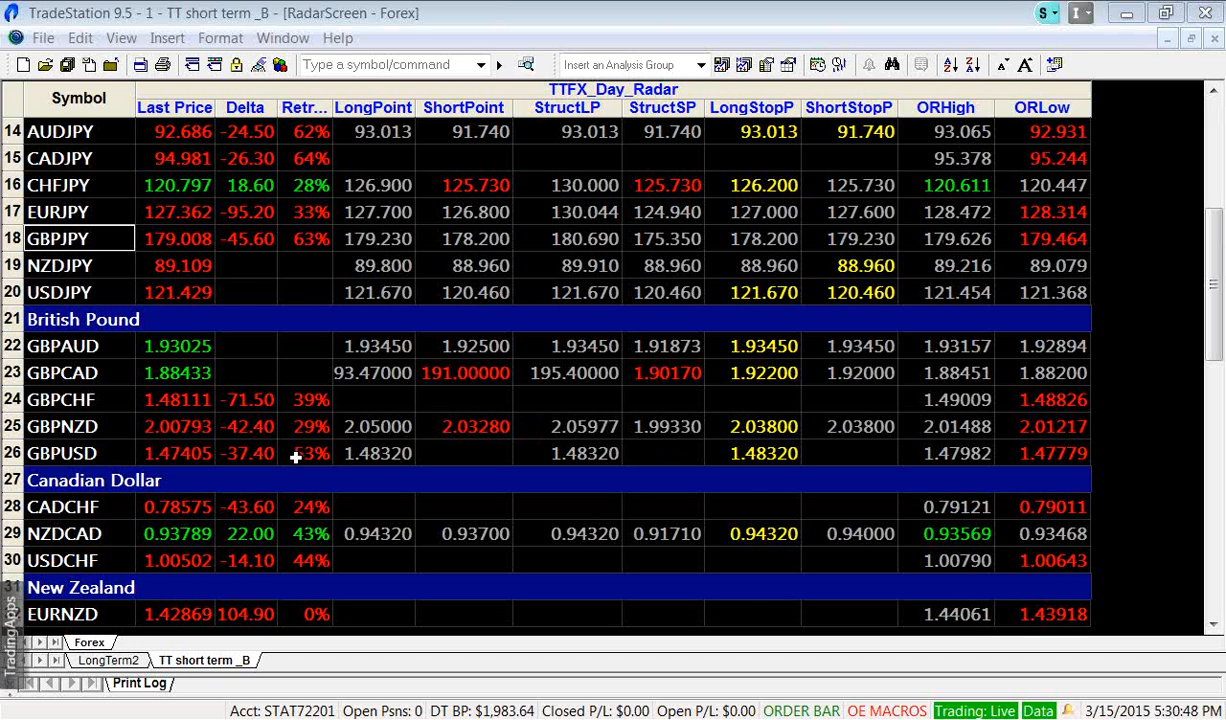 TradeStation 9.5 - 1 - TT short term _B - [RadarScreen - Forex]
S I
File Edit View Insert Format Window Help
Type a symbol/command Insert an Analysis Group
Symbol TTFX_Day_Radar
Last Price Delta Retr... LongPoint ShortPoint StructLP StructSP LongStopP ShortStopP ORHigh ORLow
14 AUDJPY 92.686 -24.50 62% 93.013 91.740 93.013 91.740 93.013 91.740 93.065 92.931
15 CADJPY 94.981 -26.30 64% 95.378 95.244
16 CHFJPY 120.797 18.60 28% 126.900 125.730 130.000 125.730 126.200 125.730 120.611 120.447
17 EURJPY 127.362 -95.20 33% 127.700 126.800 130.044 124.940 127.000 127.600 128.472 128.314
18 GBPJPY 179.008 -45.60 63% 179.230 178.200 180.690 175.350 178.200 179.230 179.626 179.464
19 NZDJPY 89.109 89.800 88.960 89.910 88.960 88.960 88.960 89.216 89.079
20 USDJPY 121.429 121.670 120.460 121.670 120.460 121.670 120.460 121.454 121.368
21 British Pound
22 GBPAUD 1.93025 1.93450 1.92500 1.93450 1.91873 1.93450 1.93450 1.93157 1.92894
23 GBPCAD 1.88433 93.47000 191.00000 195.40000 1.90170 1.92200 1.92000 1.88451 1.88200
24 GBPCHF 1.48111 -71.50 39% 1.49009 1.48826
25 GBPNZD 2.00793 -42.40 29% 2.05000 2.03280 2.05977 1.99330 2.03800 2.03800 2.01488 2.01217
26 GBPUSD 1.47405 -37.40 53% 1.48320 1.48320 1.48320 1.47982 1.47779
27 Canadian Dollar
28 CADCHF 0.78575 -43.60 24% 0.79121 0.79011
29 NZDCAD 0.93789 22.00 43% 0.94320 0.93700 0.94320 0.91710 0.94320 0.94000 0.93569 0.93468
30 USDCHF 1.00502 -14.10 44% 1.00790 1.00643
31 New Zealand
EURNZD 1.42869 104.90 0% 1.44061 1.43918
TradingApps
Forex
LongTerm2 TT short term _B
Print Log
Acct: STAT72201 Open Psns: 0 DT BP: $1,983.64 Closed P/L: $0.00 Open P/L: $0.00 ORDER BAR OE MACROS Trading: Live Data 3/15/2015 5:30:48 PM